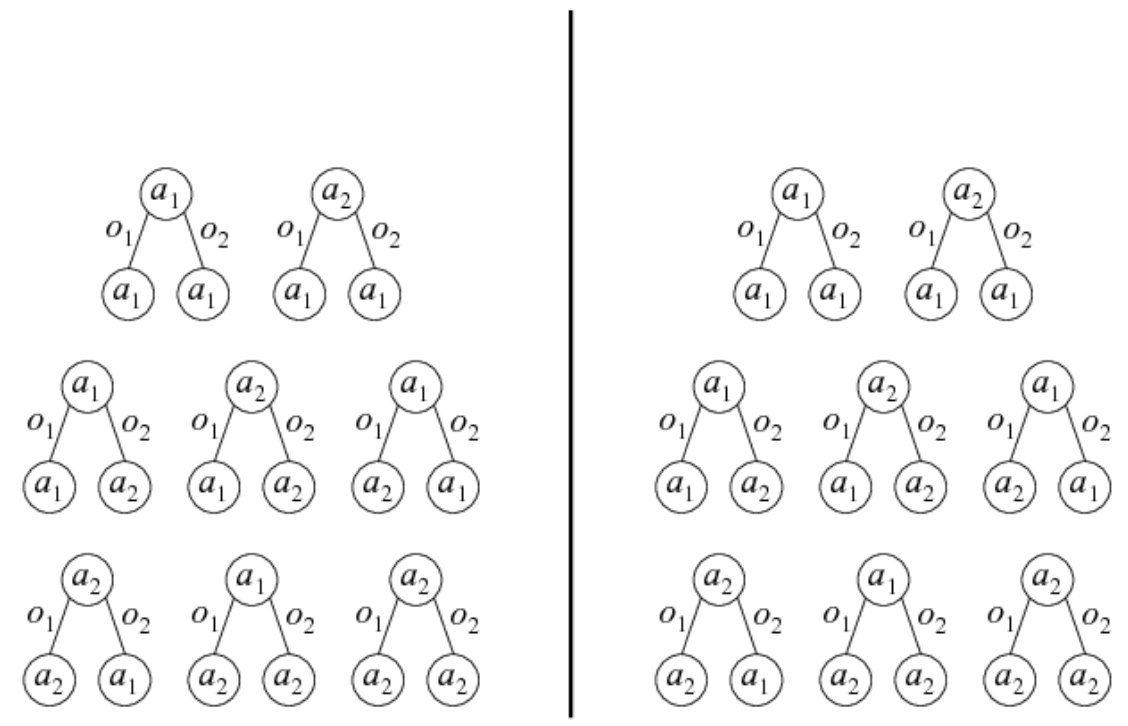 a₁ a₂ a₁ a₂
o₁ o₂ o₁ o₂ o₁ o₂ o₁ o₂
a₁ a₁ a₁ a₁ a₁ a₁ a₁ a₁
a₁ a₂ a₁ a₁ a₂ a₁
o₁ o₂ o₁ o₂ o₁ o₂ o₁ o₂ o₁ o₂ o₁ o₂
a₁ a₂ a₁ a₂ a₂ a₁ a₁ a₂ a₁ a₂ a₂ a₁
a₂ a₁ a₂ a₂ a₁ a₂
o₁ o₂ o₁ o₂ o₁ o₂ o₁ o₂ o₁ o₂ o₁ o₂
a₂ a₁ a₂ a₂ a₂ a₂ a₂ a₁ a₂ a₂ a₂ a₂